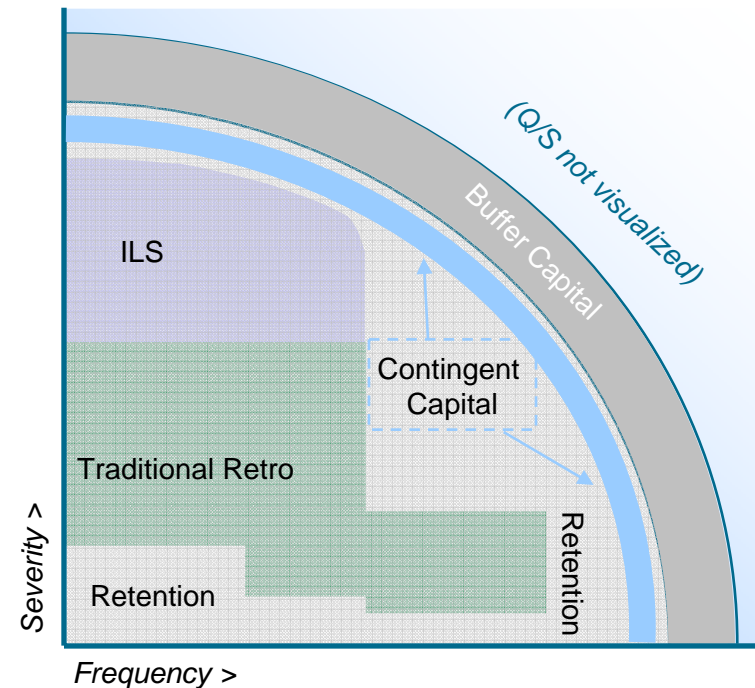 (Q/S not visualized)
Buffer Capital
ILS
Contingent
Capital
Traditional Retro
Retention
Retention
Severity >
Frequency >